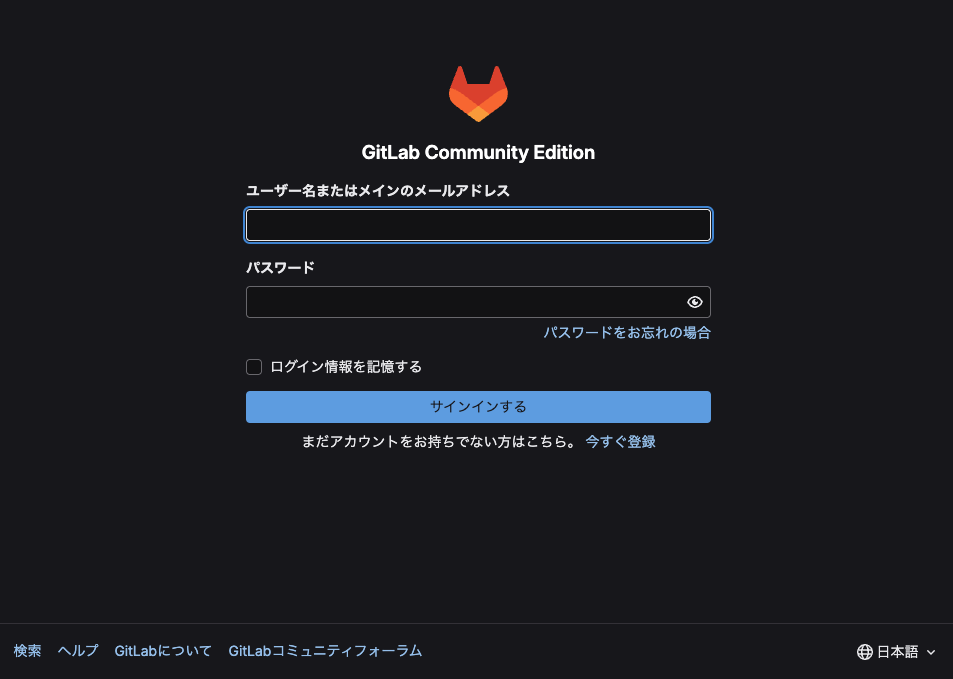 GitLab Community Edition
ユーザー名またはメインのメールアドレス
パスワード
パスワードをお忘れの場合
ログイン情報を記憶する
サインインする
まだアカウントをお持ちでない方はこちら。 今すぐ登録
検索 ヘルプ GitLabについて GitLabコミュニティフォーラム 日本語